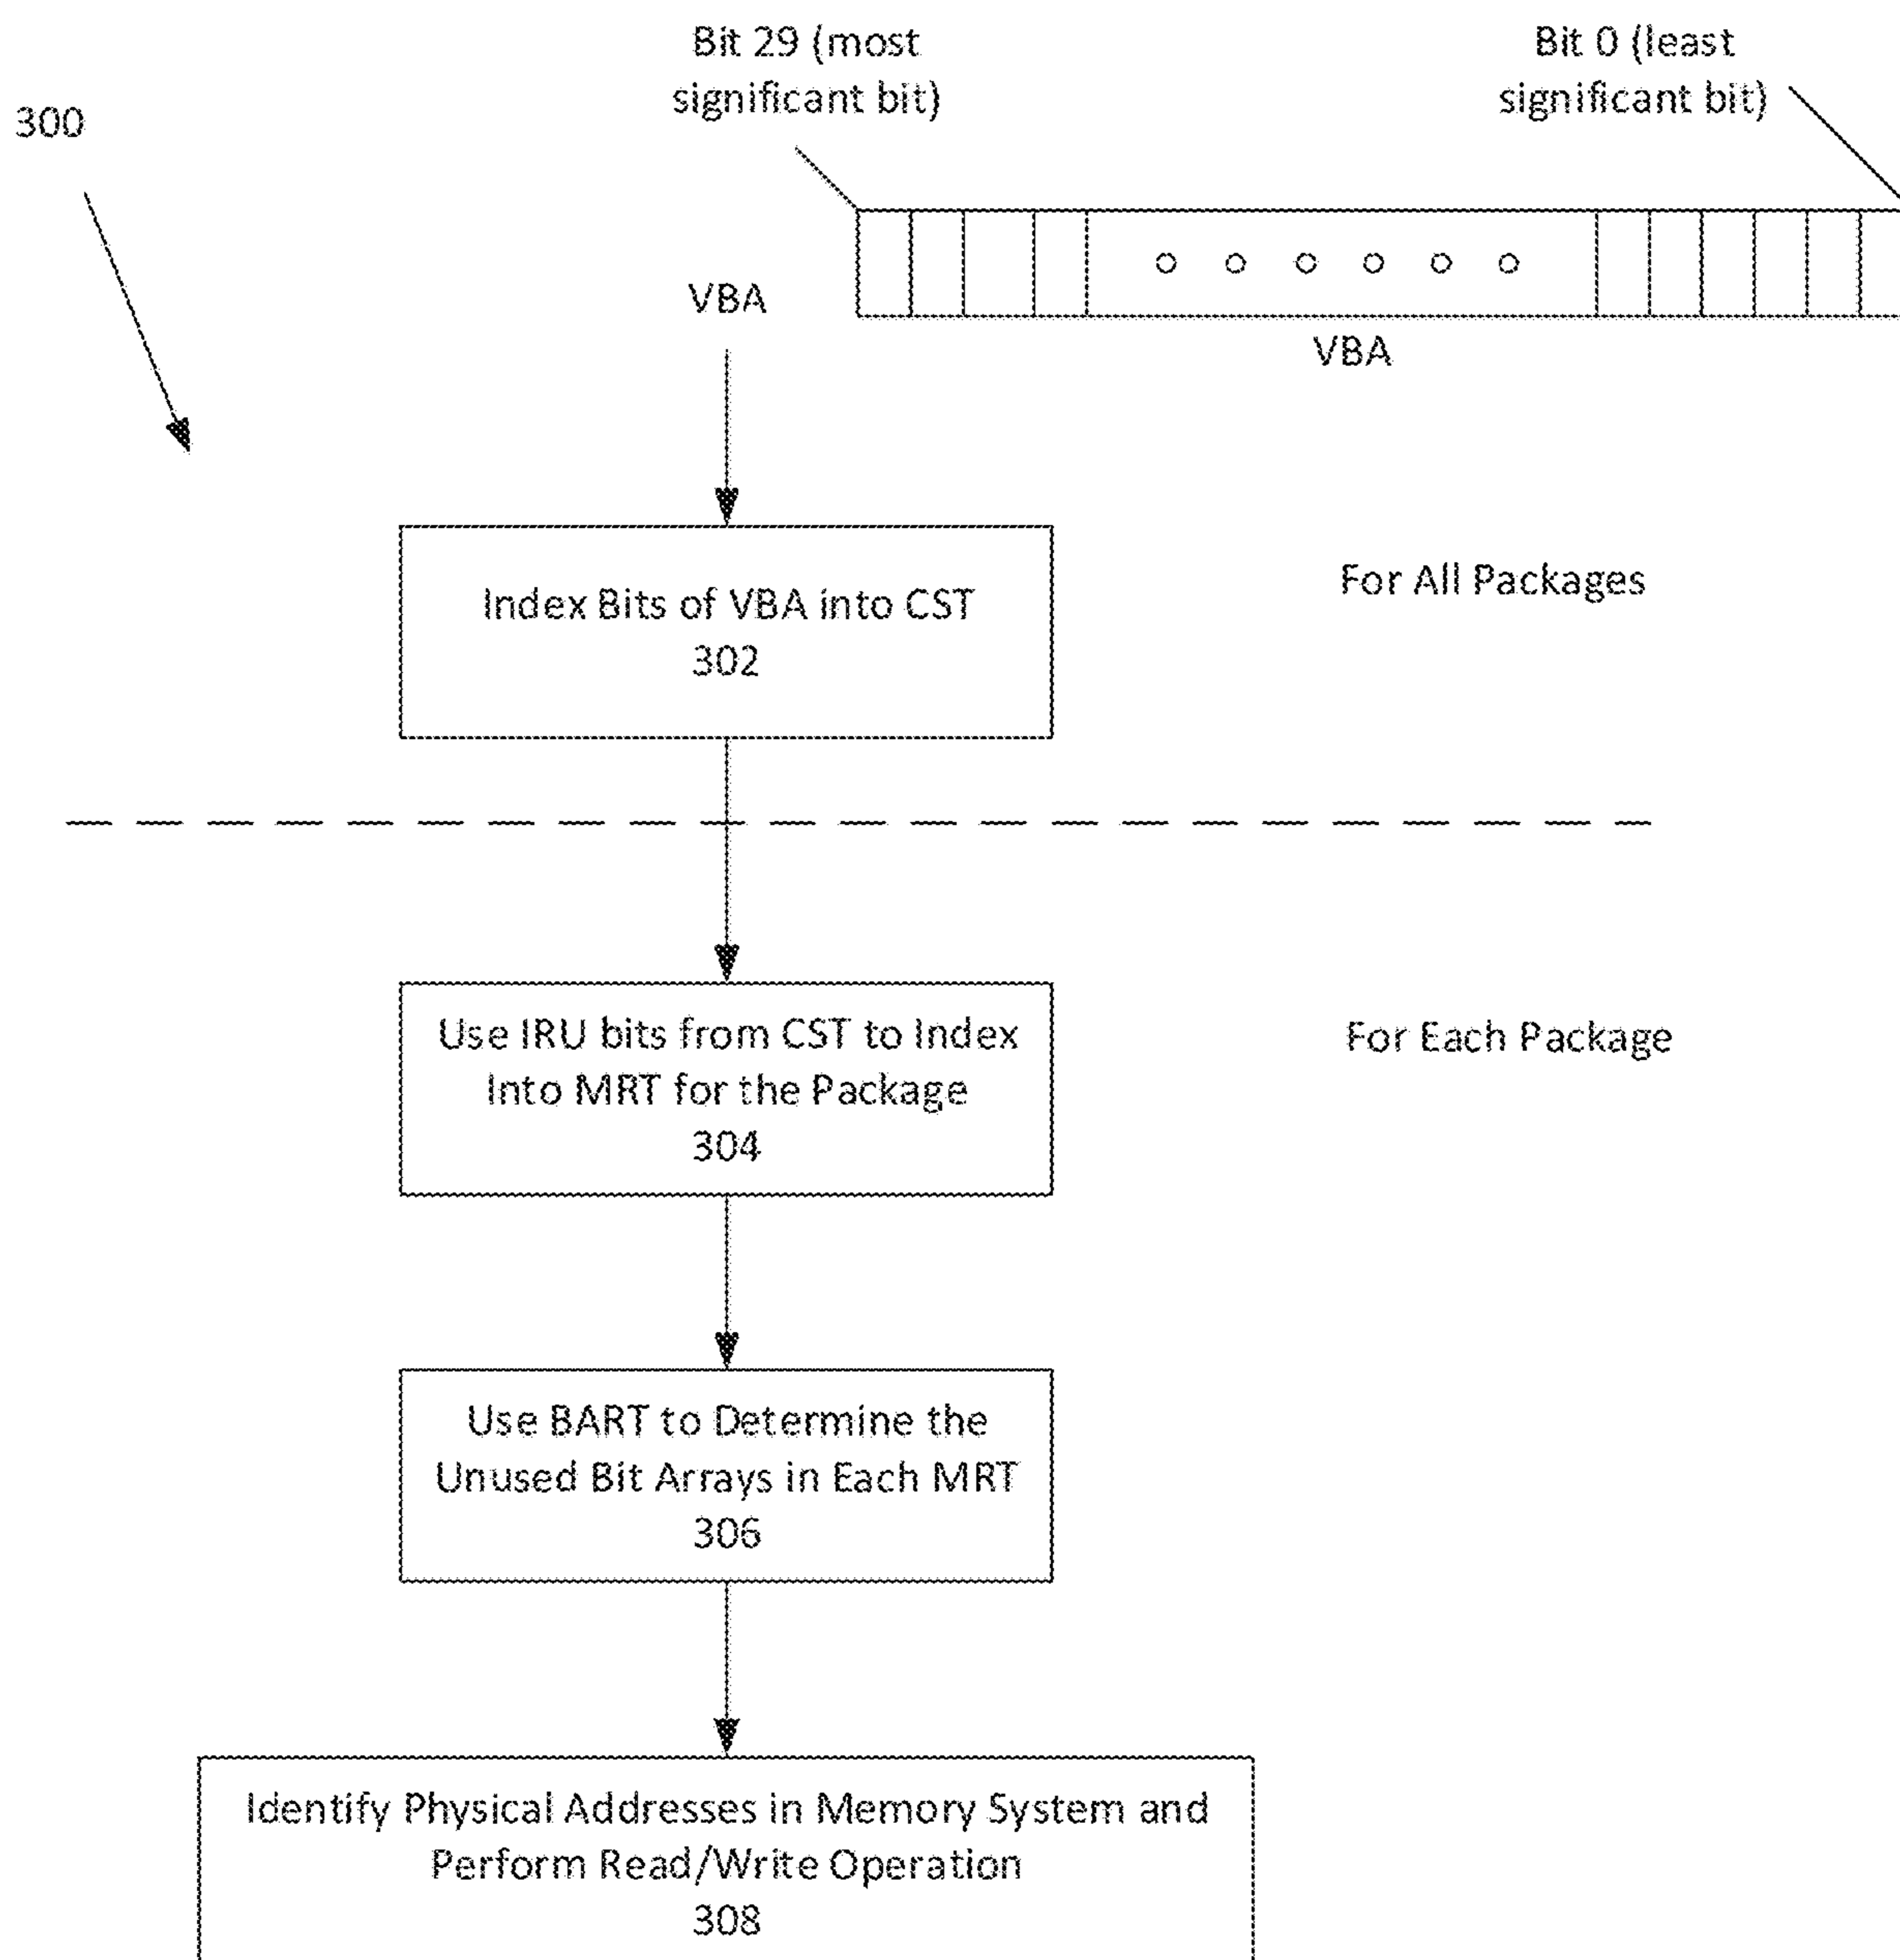 Bit 29 (most
significant bit)
Bit 0 (least
significant bit)
300
VBA
VBA
Index Bits of VBA into CST
302
For All Packages
Use IRU bits from CST to Index
Into MRT for the Package
304
For Each Package
Use BART to Determine the
Unused Bit Arrays in Each MRT
306
Identify Physical Addresses in Memory System and
Perform Read/Write Operation
308